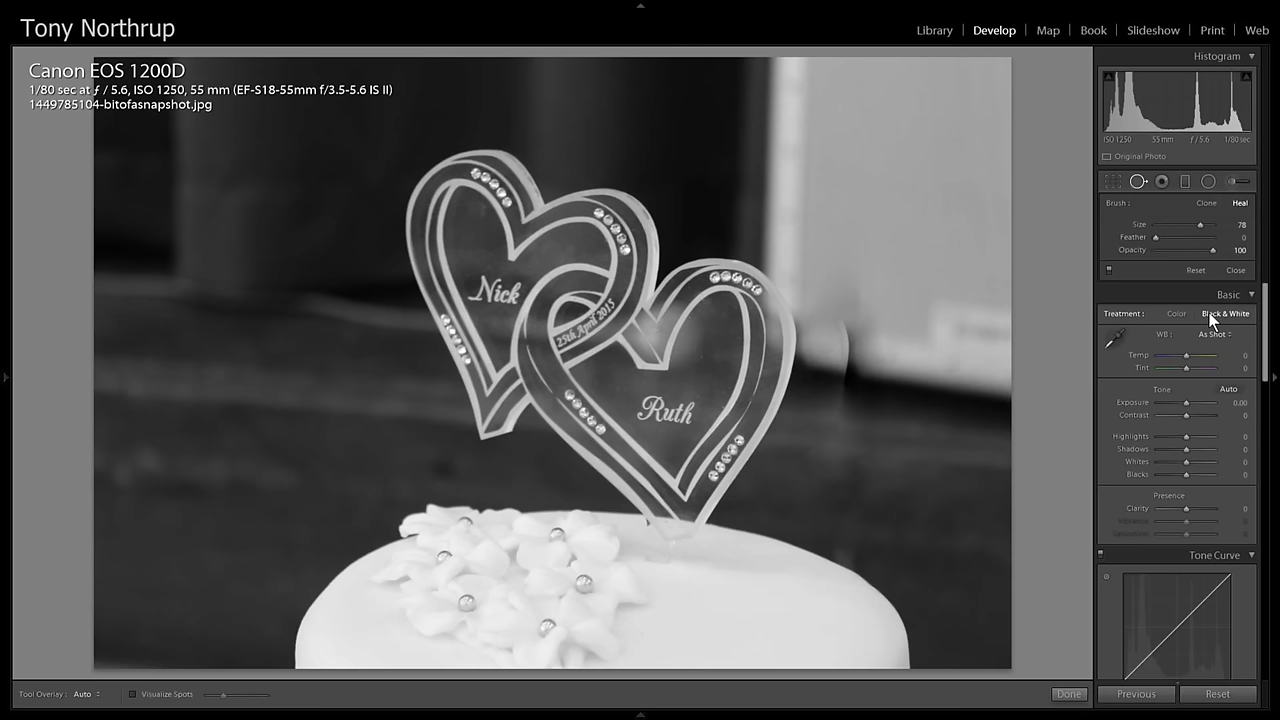 Tony Northrup
Library | Develop | Map | Book | Slideshow | Print | Web
Canon EOS 1200D
1/80 sec at ƒ / 5.6, ISO 1250, 55 mm (EF-S18-55mm f/3.5-5.6 IS II)
1449785104-bitofasnapshot.jpg
Nick
25th April 2015
Ruth
Histogram
ISO 1250 55 mm ƒ / 5.6 1/80 sec
Original Photo
Brush : Clone Heal
Size 78
Feather 0
Opacity 100
Reset Close
Basic
Treatment : Color Black & White
WB : As Shot
Temp 0
Tint 0
Tone Auto
Exposure 0.00
Contrast 0
Highlights 0
Shadows 0
Whites 0
Blacks 0
Presence
Clarity 0
Vibrance 0
Saturation 0
Tone Curve
Tool Overlay : Auto Visualize Spots Done
Previous Reset